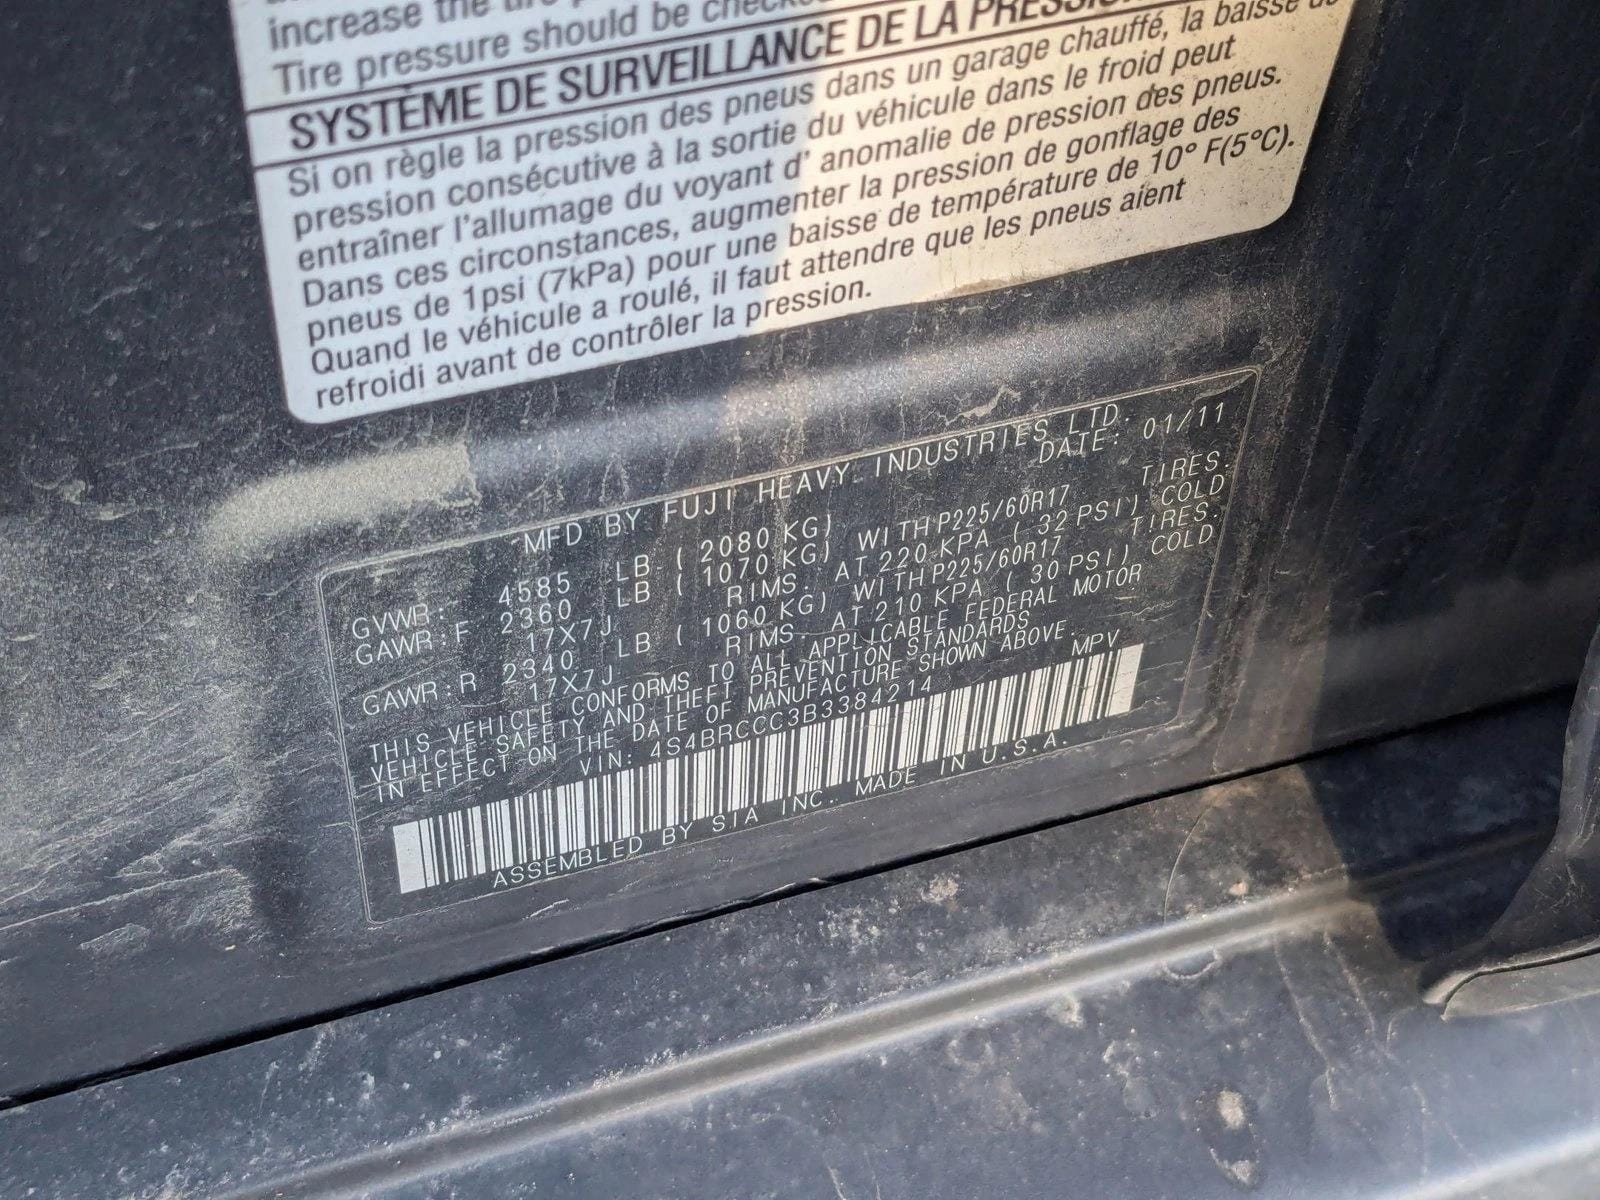 increase the tire
Tire pressure should be checked
SYSTÈME DE SURVEILLANCE DE LA PRESSION
Si on règle la pression des pneus dans un garage chauffé, la baisse de
pression consécutive à la sortie du véhicule dans le froid peut
entraîner l'allumage du voyant d' anomalie de pression des pneus.
Dans ces circonstances, augmenter la pression de gonflage des
pneus de 1psi (7kPa) pour une baisse de température de 10° F(5°C).
Quand le véhicule a roulé, il faut attendre que les pneus aient
refroidi avant de contrôler la pression.
MFD BY FUJI HEAVY INDUSTRIES LTD.
DATE: 01/11
GVWR: 4585 LB ( 2080 KG)
GAWR:F 2360 LB ( 1070 KG) WITH P225/60R17 TIRES.
17X7J RIMS. AT 220 KPA ( 32 PSI) COLD
GAWR:R 2340 LB ( 1060 KG) WITH P225/60R17 TIRES.
17X7J RIMS. AT 210 KPA ( 30 PSI) COLD
THIS VEHICLE CONFORMS TO ALL APPLICABLE FEDERAL MOTOR
VEHICLE SAFETY AND THEFT PREVENTION STANDARDS
IN EFFECT ON THE DATE OF MANUFACTURE SHOWN ABOVE.
VIN: 4S4BRCCC3B3384214 MPV
ASSEMBLED BY SIA INC. MADE IN U.S.A.